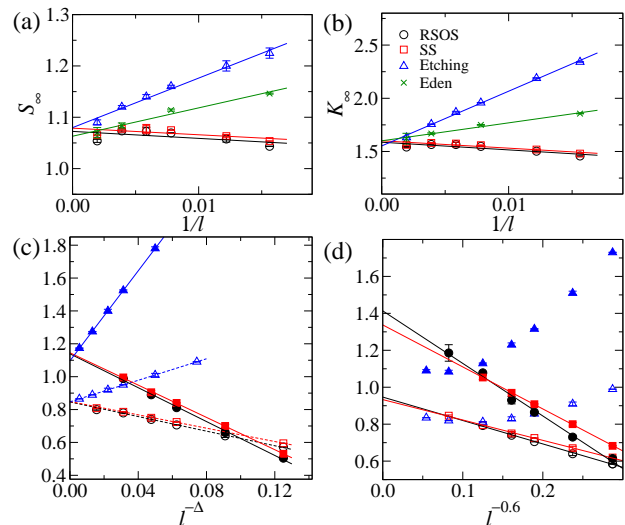 (a)
1.3
1.2
1.1
1.0
S∞
0.00
0.01
1/l
(b)
RSOS
SS
Etching
Eden
2.5
2.0
1.5
K∞
0.00
0.01
1/l
(c)
1.8
1.6
1.4
1.2
1.0
0.8
0.6
0.4
0.00
0.04
0.08
0.12
l^-Δ
(d)
1.8
1.6
1.4
1.2
1.0
0.8
0.6
0.0
0.1
0.2
l^-0.6